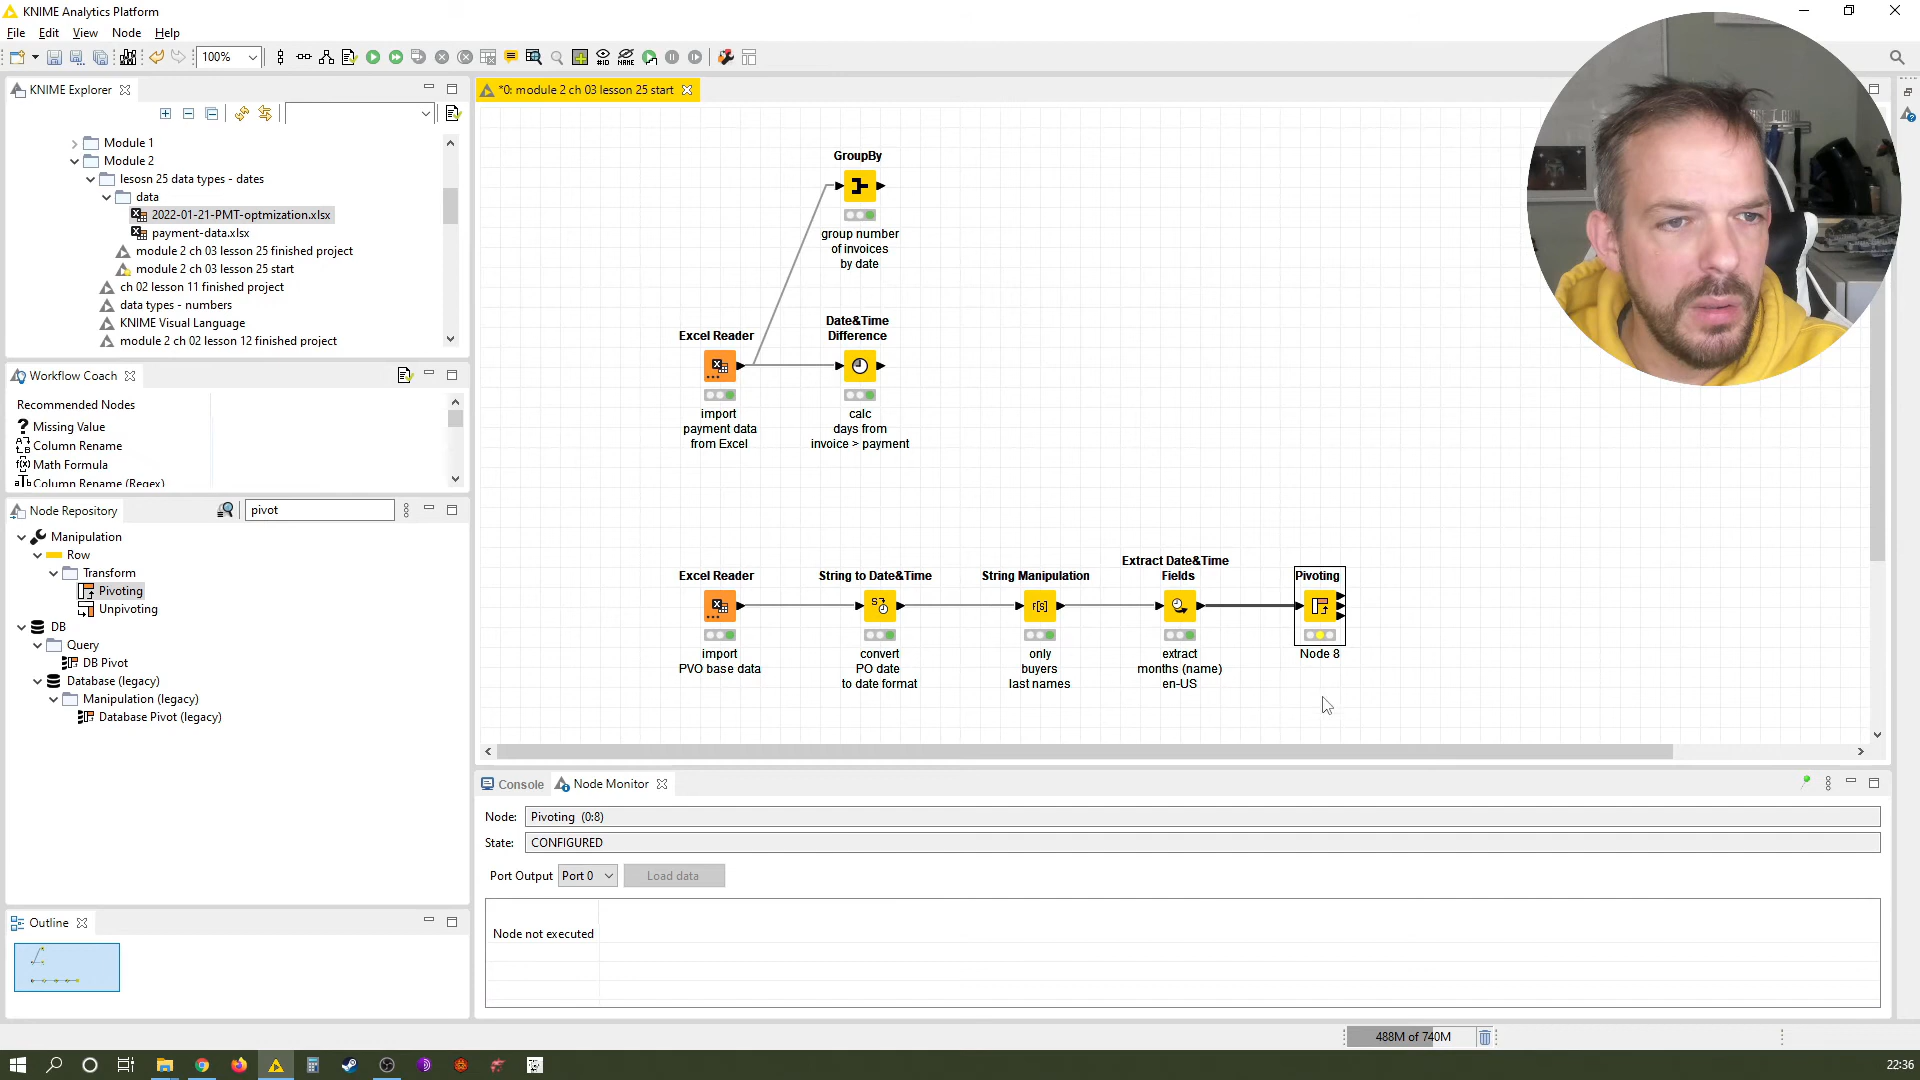 KNIME Analytics Platform
File Edit View Node Help
100%
#ID
NAME
KNIME Explorer
Module 1
Module 2
lesosn 25 data types - dates
data
2022-01-21-PMT-optmization.xlsx
payment-data.xlsx
module 2 ch 03 lesson 25 finished project
module 2 ch 03 lesson 25 start
ch 02 lesson 11 finished project
data types - numbers
KNIME Visual Language
module 2 ch 02 lesson 12 finished project
Workflow Coach
Recommended Nodes
Missing Value
Column Rename
Math Formula
Column Rename (Regex)
Node Repository
pivot
Manipulation
Row
Transform
Pivoting
Unpivoting
DB
Query
DB Pivot
Database (legacy)
Manipulation (legacy)
Database Pivot (legacy)
Outline
*0: module 2 ch 03 lesson 25 start
GroupBy
group number
of invoices
by date
Excel Reader
import
payment data
from Excel
Date&Time
Difference
calc
days from
invoice > payment
Excel Reader
import
PVO base data
String to Date&Time
convert
PO date
to date format
String Manipulation
only
buyers
last names
Extract Date&Time
Fields
extract
months (name)
en-US
Pivoting
Node 8
Console
Node Monitor
Node: Pivoting (0:8)
State: CONFIGURED
Port Output Port 0 Load data
Node not executed
488M of 740M
22:36